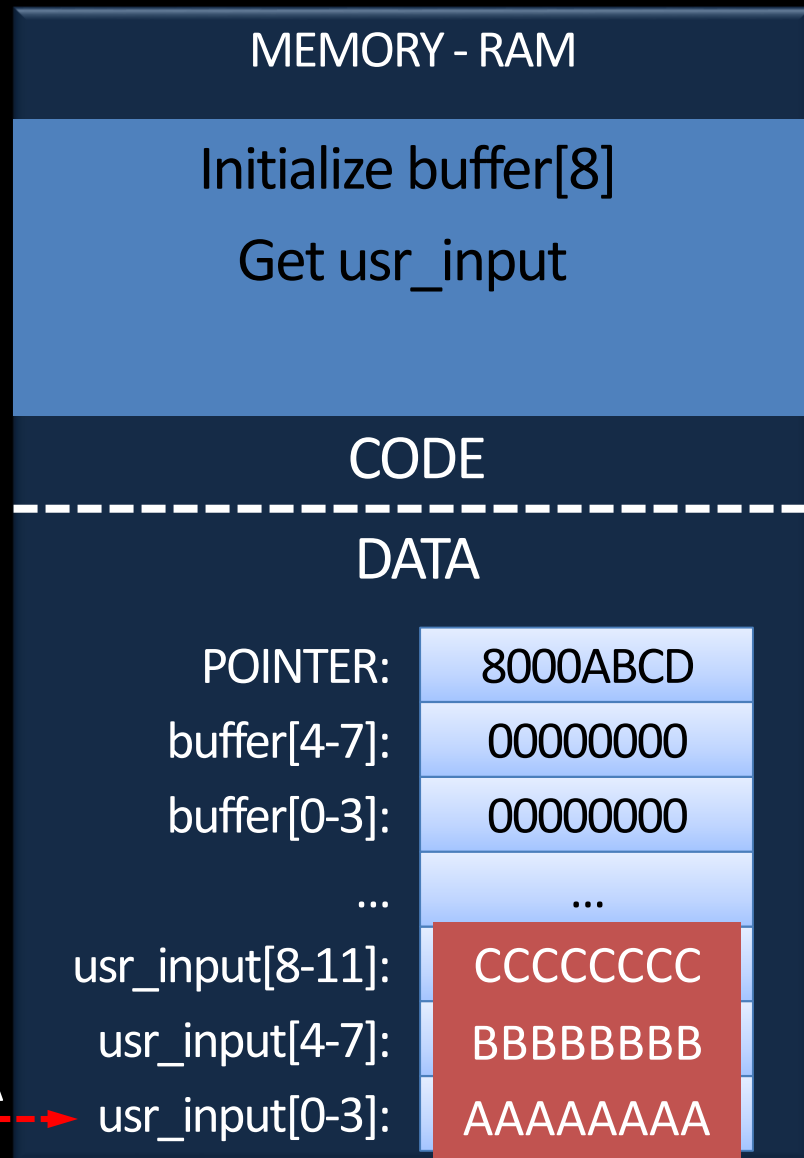 MEMORY - RAM
Initialize buffer[8]
Get usr_input
CODE
DATA
POINTER: 8000ABCD
buffer[4-7]: 00000000
buffer[0-3]: 00000000
... ...
usr_input[8-11]: CCCCCCCC
usr_input[4-7]: BBBBBBBB
usr_input[0-3]: AAAAAAAA